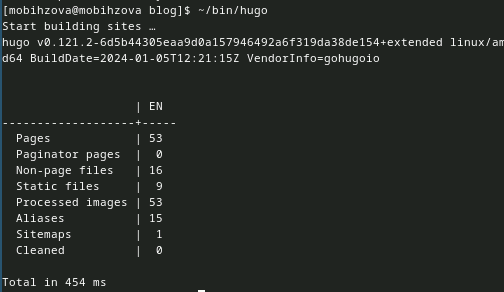 [mobihzova@mobihzova blog]$ ~/bin/hugo
Start building sites …
hugo v0.121.2-6d5b44305eaa9d0a157946492a6f319da38de154+extended linux/am
d64 BuildDate=2024-01-05T12:21:15Z VendorInfo=gohugoio
                   | EN
-------------------+-----
  Pages            | 53
  Paginator pages  |  0
  Non-page files   | 16
  Static files     |  9
  Processed images | 53
  Aliases          | 15
  Sitemaps         |  1
  Cleaned          |  0
Total in 454 ms